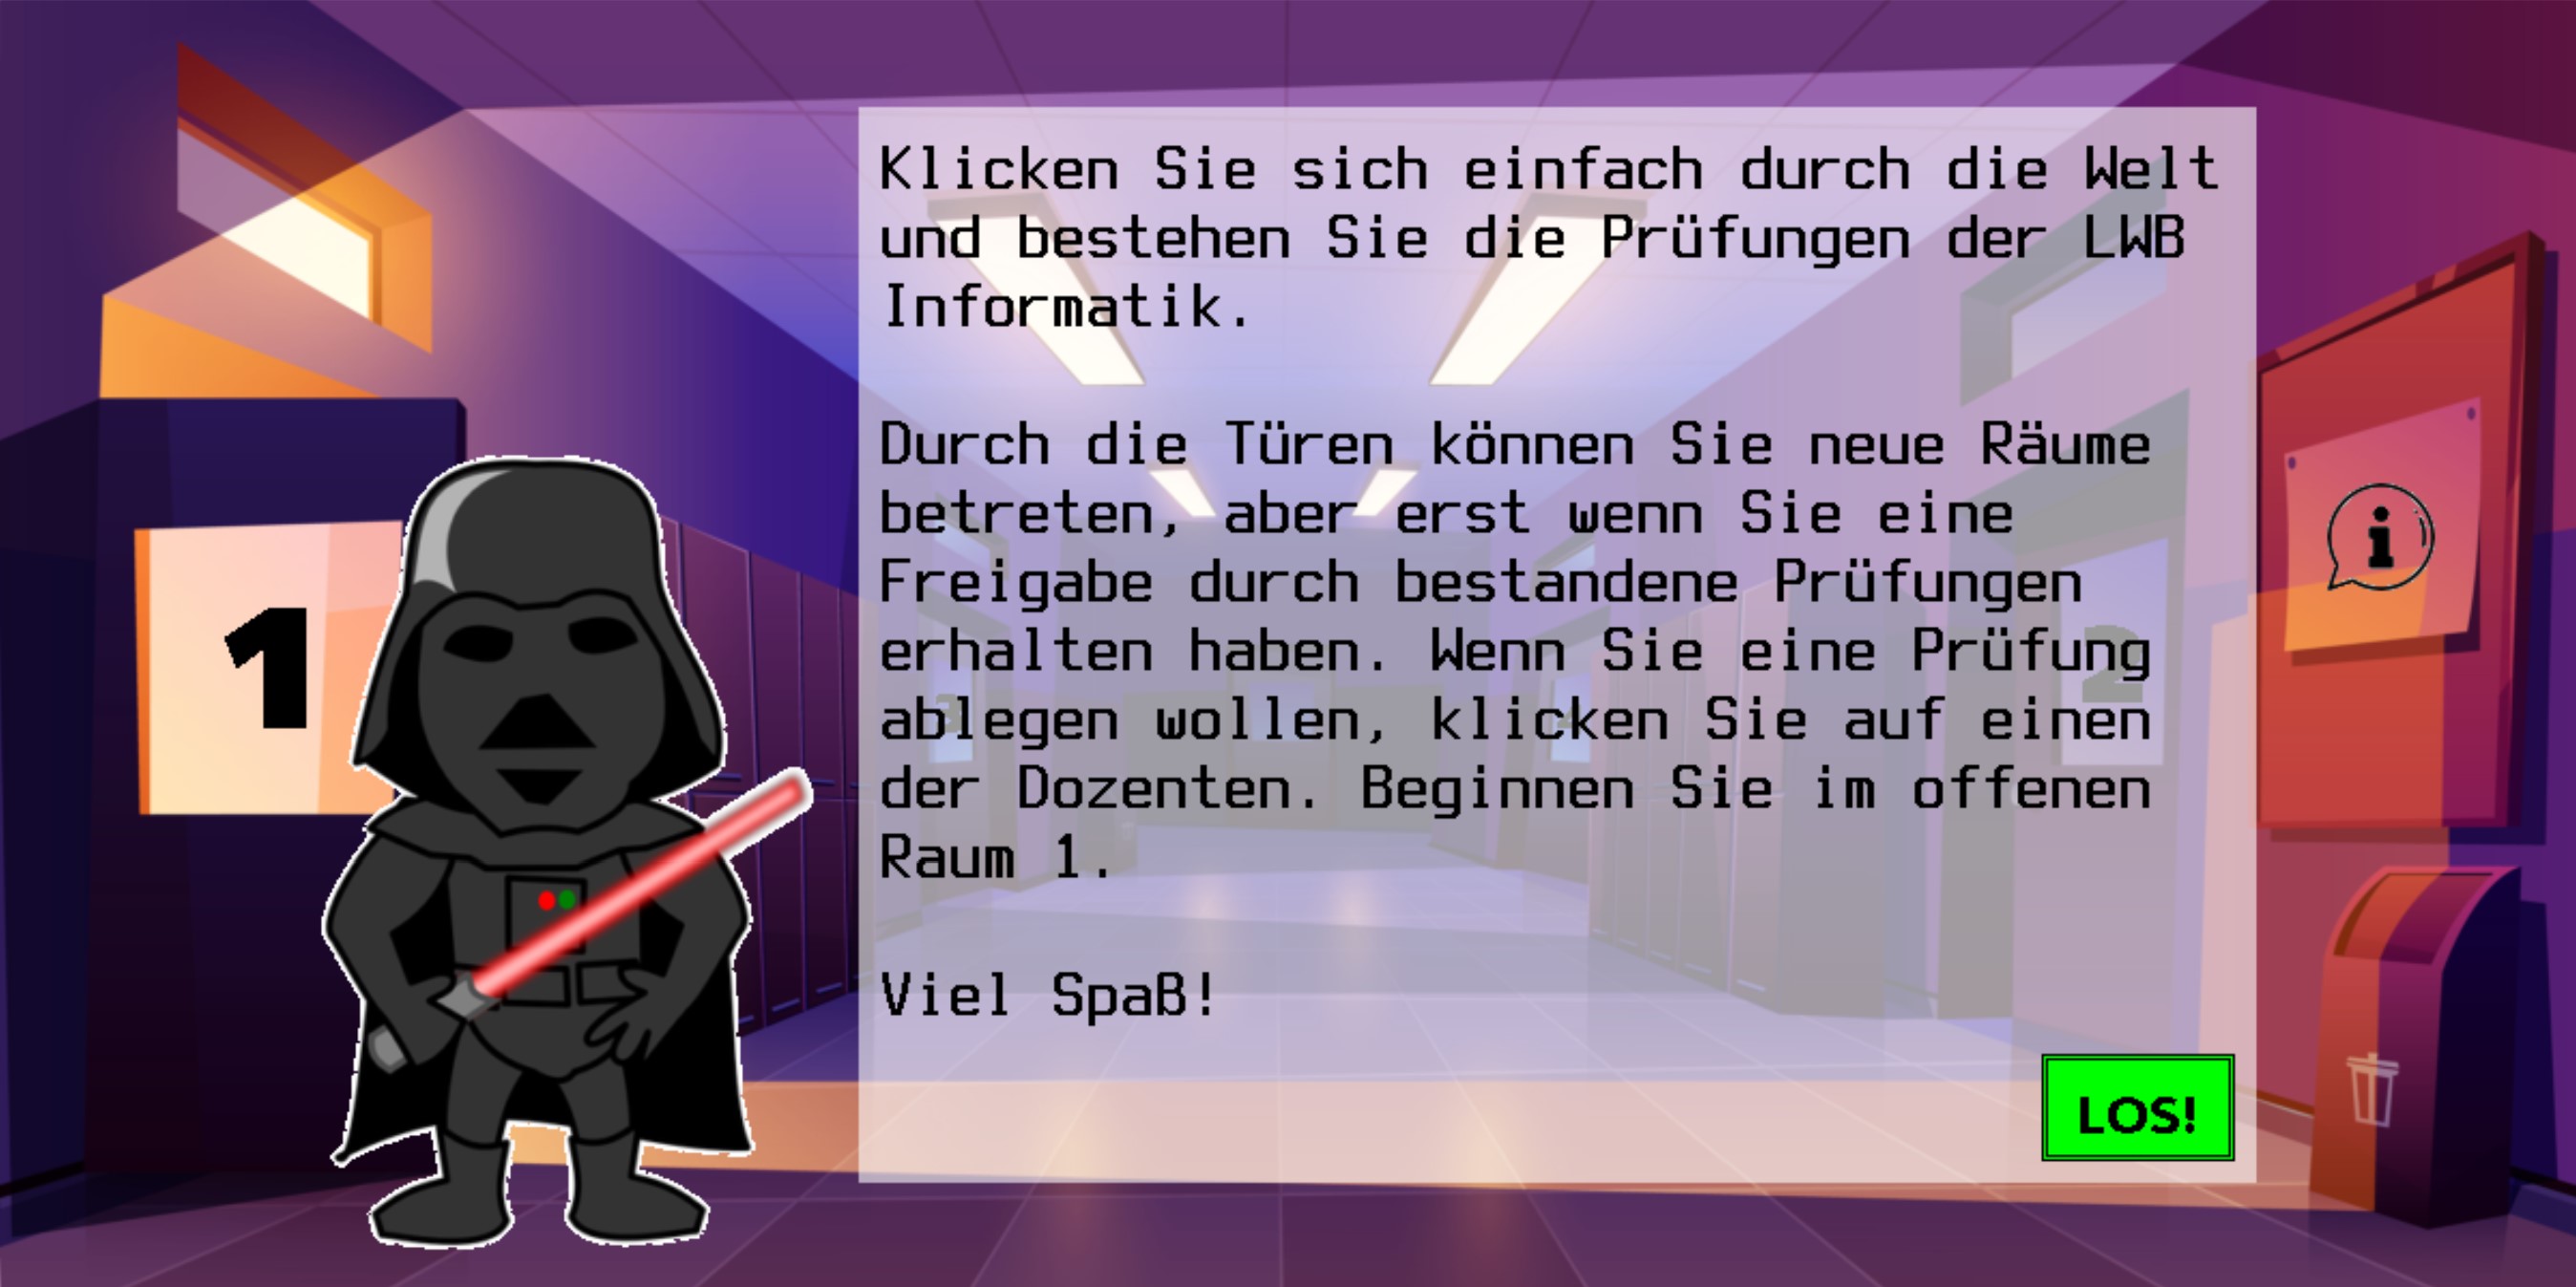 Klicken Sie sich einfach durch die Welt
und bestehen Sie die Prüfungen der LWB
Informatik.
Durch die Türen können Sie neue Räume
betreten, aber erst wenn Sie eine
Freigabe durch bestandene Prüfungen
erhalten haben. Wenn Sie eine Prüfung
ablegen wollen, klicken Sie auf einen
der Dozenten. Beginnen Sie im offenen
Raum 1.
Viel Spaß!
LOS!
1
2
i